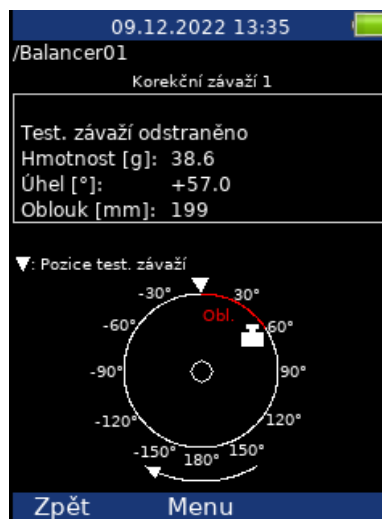 09.12.2022 13:35
/Balancer01
Korekční závaží 1
Test. závaží odstraněno
Hmotnost [g]: 38.6
Úhel [°]: +57.0
Oblouk [mm]: 199
▼: Pozice test. závaží
-30° 30°
Obl.
-60° 60°
-90° 90°
-120° 120°
-150° 180° 150°
Zpět Menu